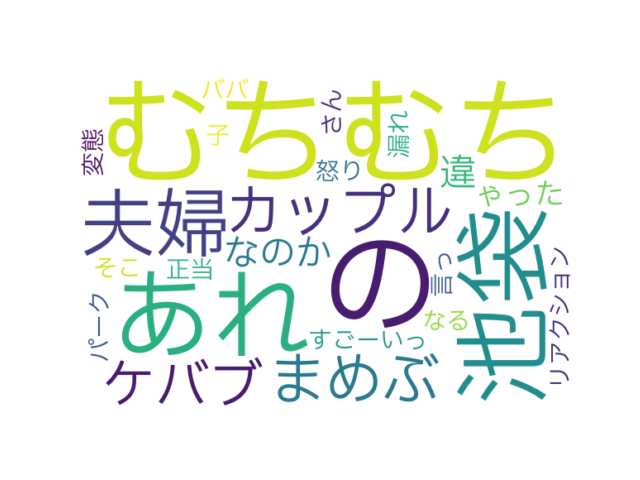 ババ
むちむち
さん
漏れ
変態
子
怒り
違
夫婦
カップル
ゃった
なのか
池袋
の
言っ
そこ
正当
あれ
リアクション
パーク
なる
すごーいっ
ケバブ
まめぶ